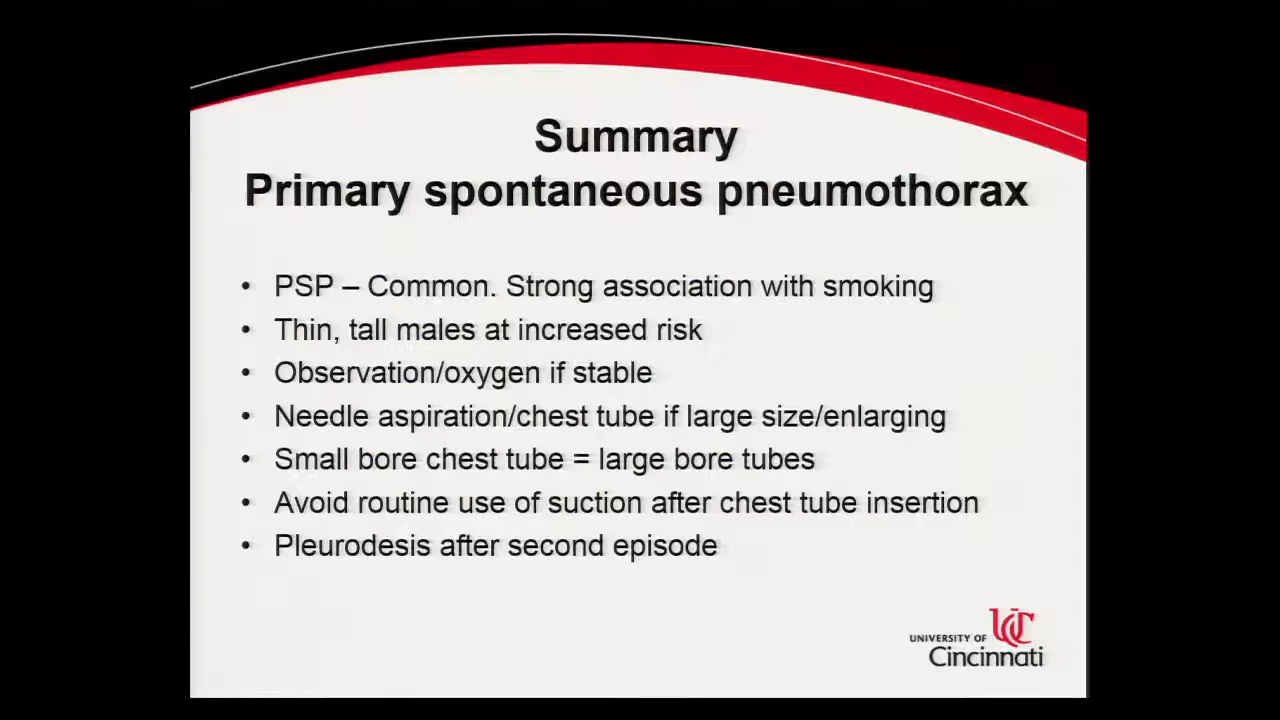 Summary
Primary spontaneous pneumothorax
• PSP – Common. Strong association with smoking
• Thin, tall males at increased risk
• Observation/oxygen if stable
• Needle aspiration/chest tube if large size/enlarging
• Small bore chest tube = large bore tubes
• Avoid routine use of suction after chest tube insertion
• Pleurodesis after second episode
UC
UNIVERSITY OF
Cincinnati